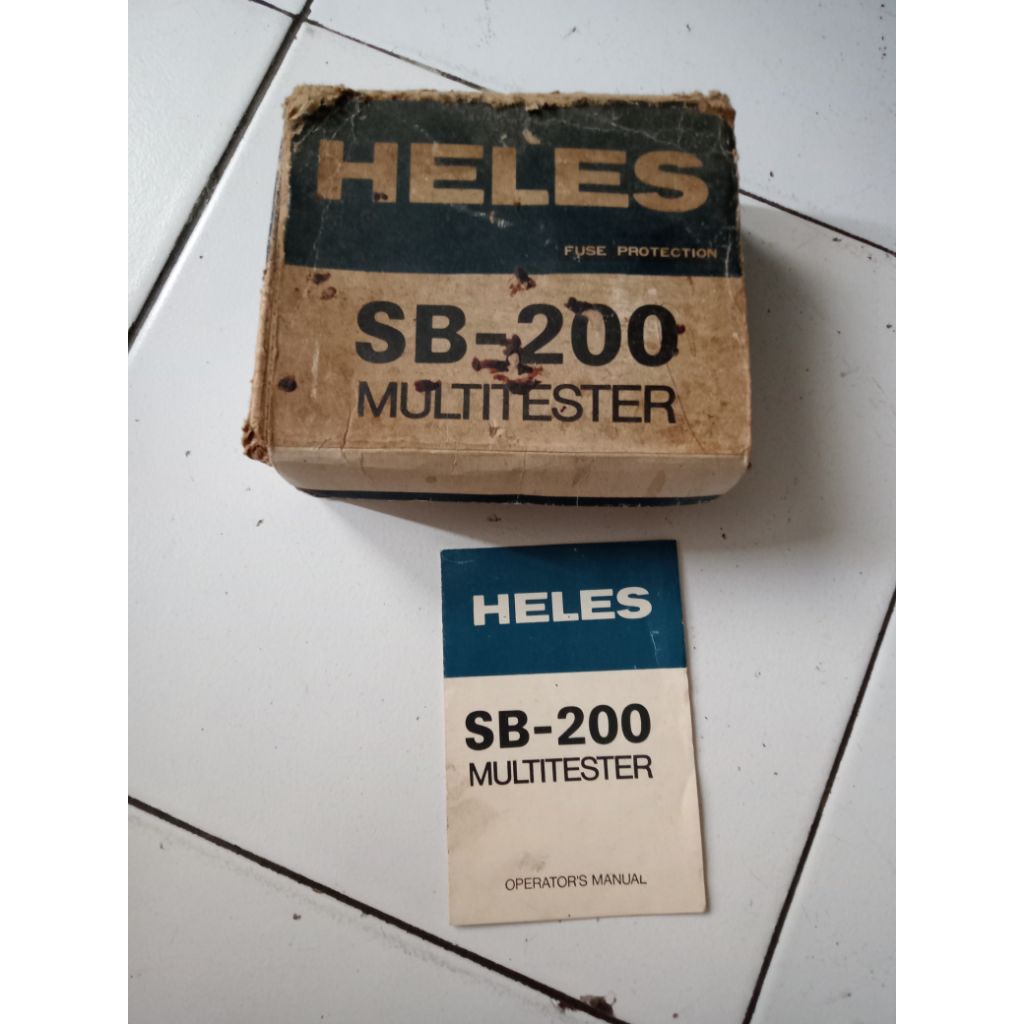 HELES
FUSE PROTECTION
SB-200
MULTITESTER
HELES
SB-200
MULTITESTER
OPERATOR'S MANUAL